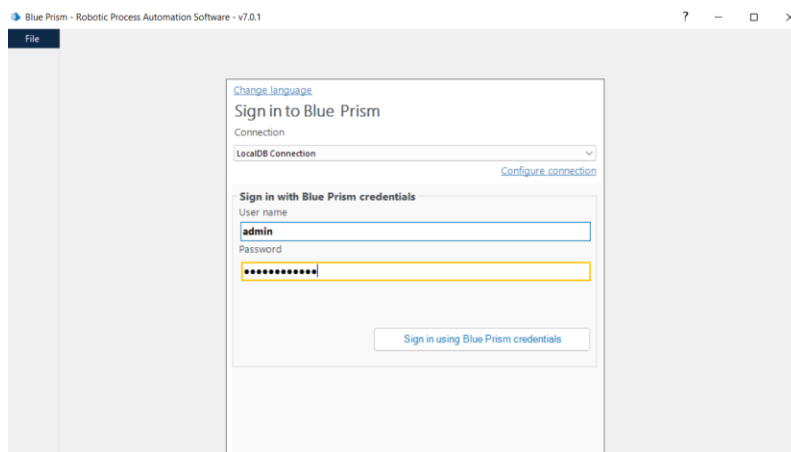 Blue Prism - Robotic Process Automation Software - v7.0.1
File
Change language
Sign in to Blue Prism
Connection
LocalDB Connection
Configure connection
Sign in with Blue Prism credentials
User name
admin
Password
••••••••••••
Sign in using Blue Prism credentials